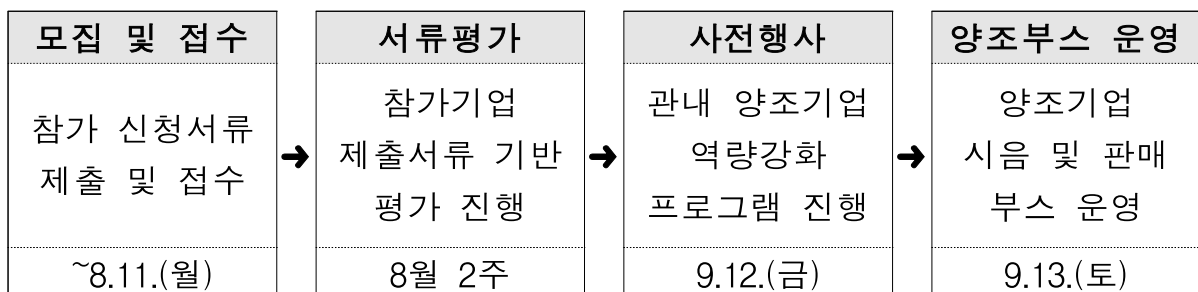 모집 및 접수
참가 신청서류
제출 및 접수
~8.11.(월)
➜
서류평가
참가기업
제출서류 기반
평가 진행
8월 2주
➜
사전행사
관내 양조기업
역량강화
프로그램 진행
9.12.(금)
➜
양조부스 운영
양조기업
시음 및 판매
부스 운영
9.13.(토)